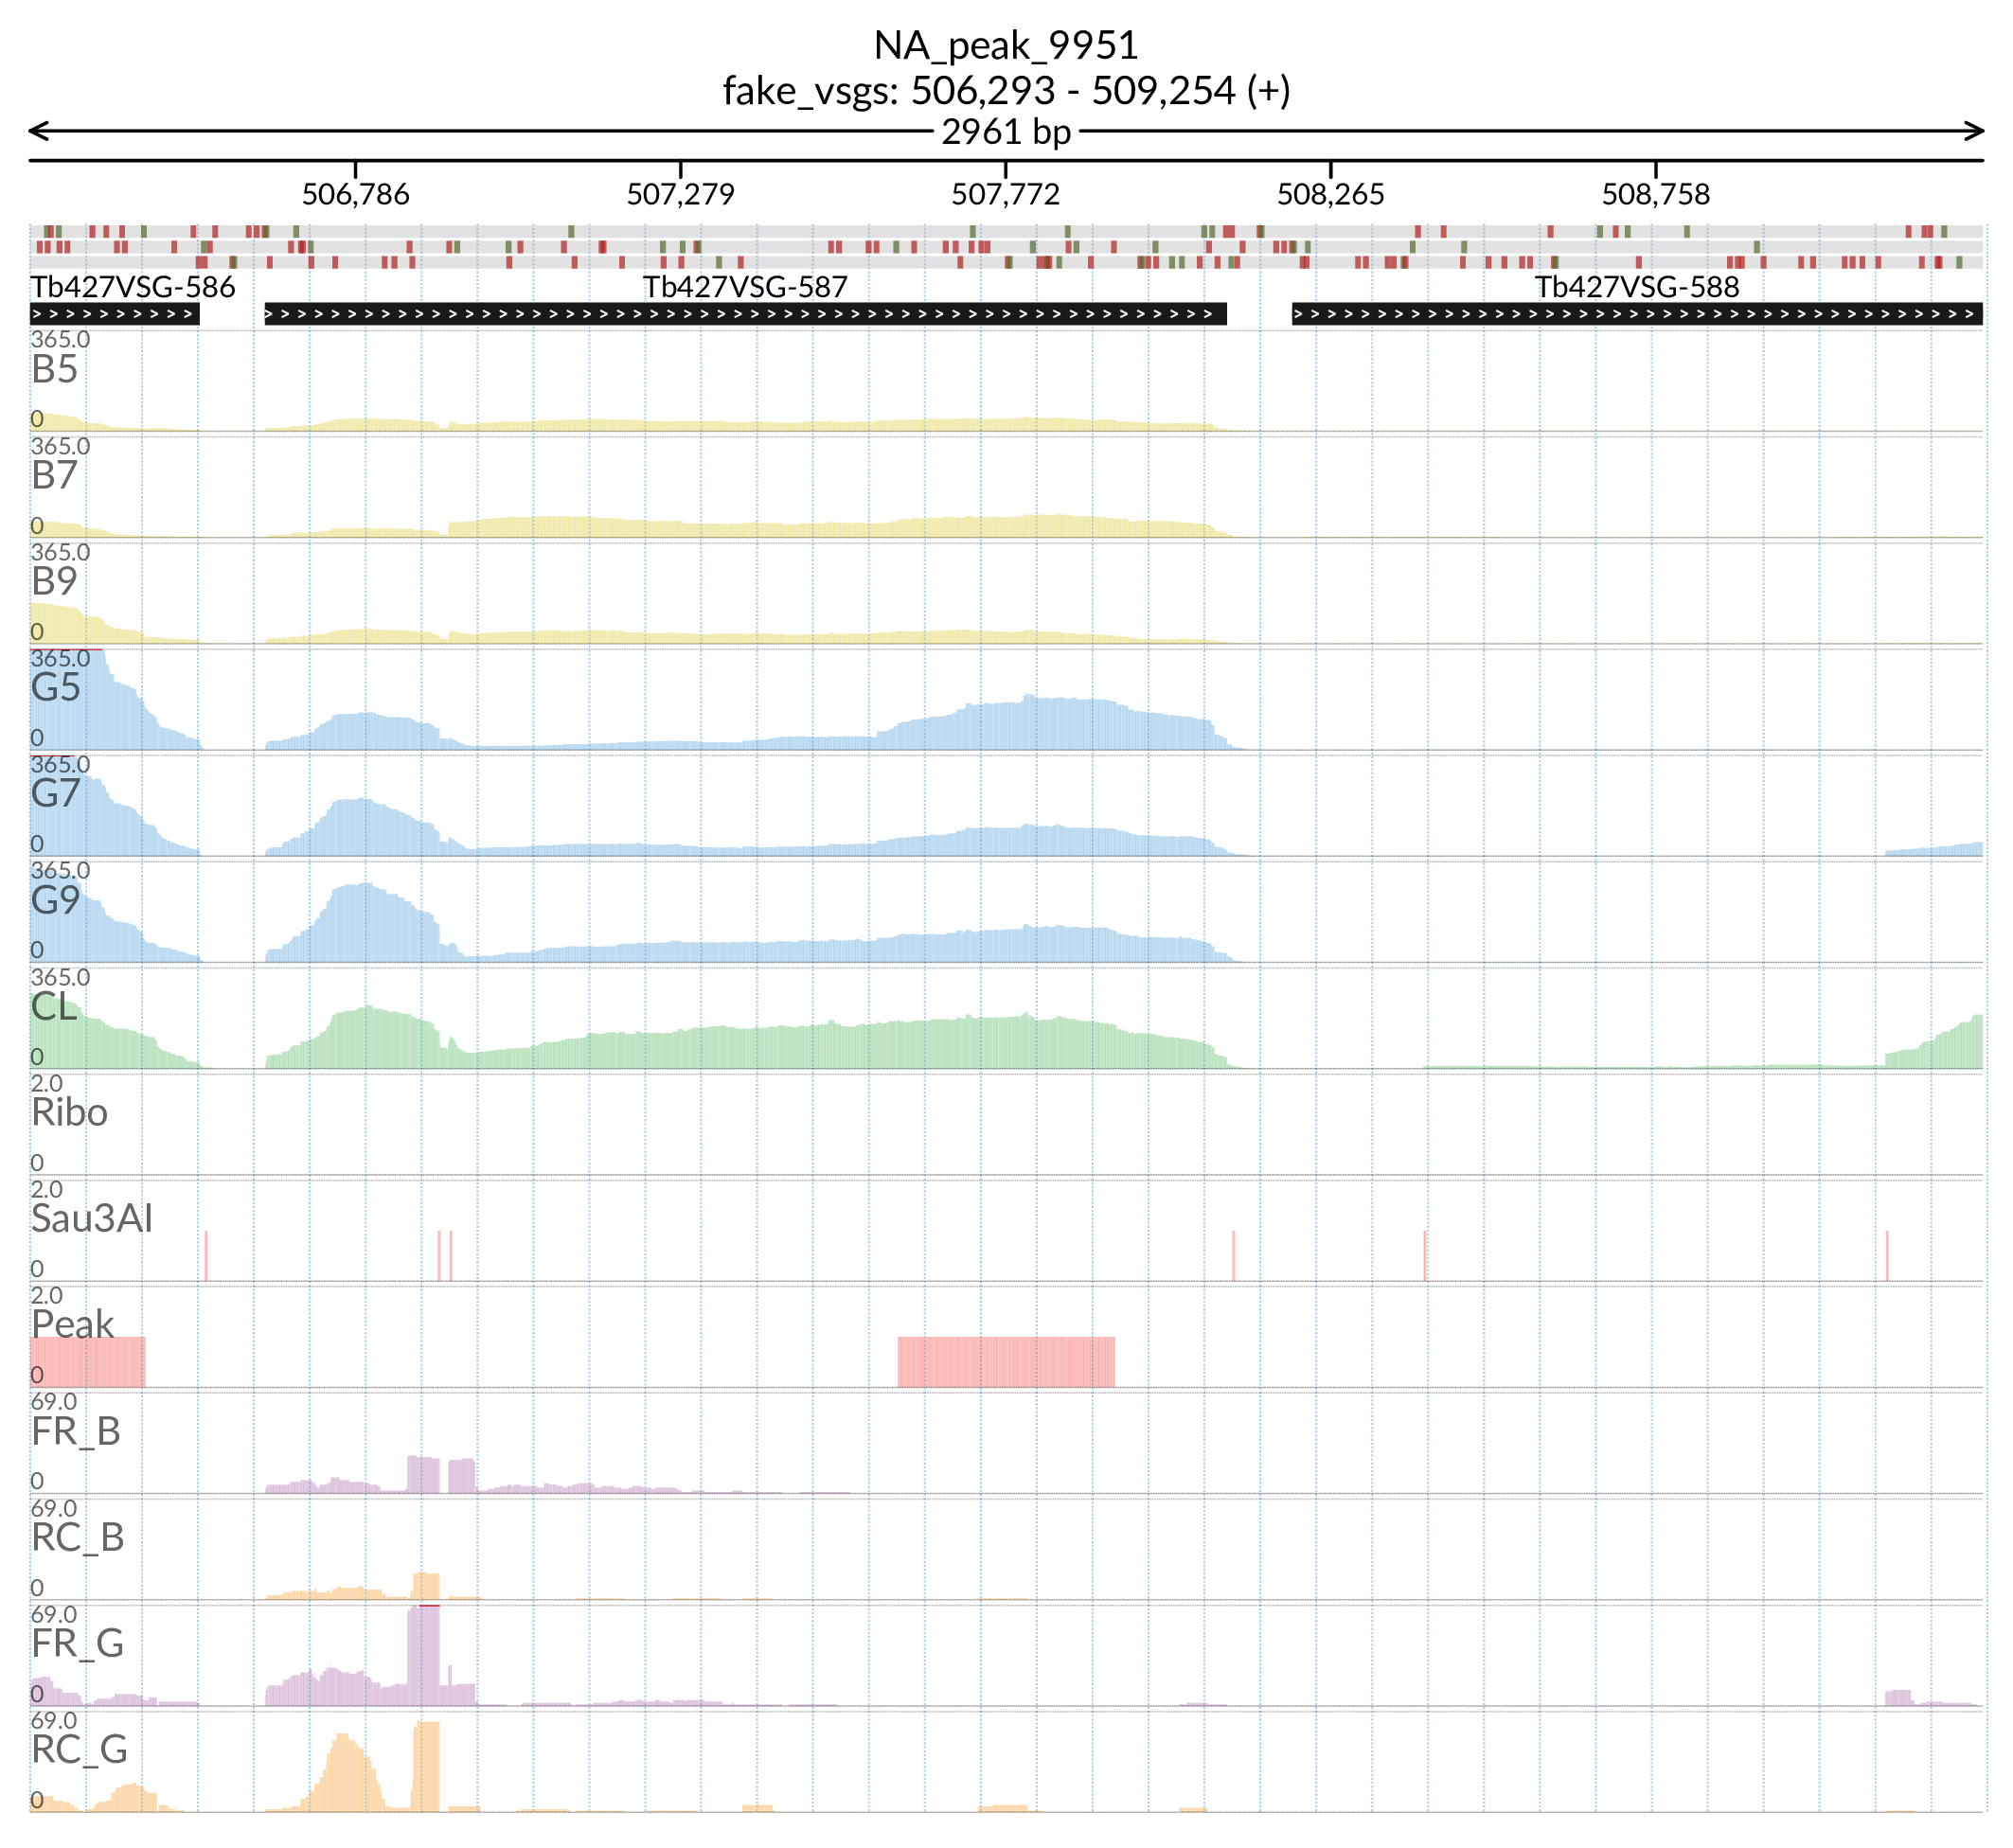 NA_peak_9951
fake_vsgs: 506,293 - 509,254 (+)
2961 bp
506,786 507,279 507,772 508,265 508,758
Tb427VSG-586 Tb427VSG-587 Tb427VSG-588
365.0
B5
0
365.0
B7
0
365.0
B9
0
365.0
G5
0
365.0
G7
0
365.0
G9
0
365.0
CL
0
2.0
Ribo
0
2.0
Sau3AI
0
2.0
Peak
0
69.0
FR_B
0
69.0
RC_B
0
69.0
FR_G
0
69.0
RC_G
0